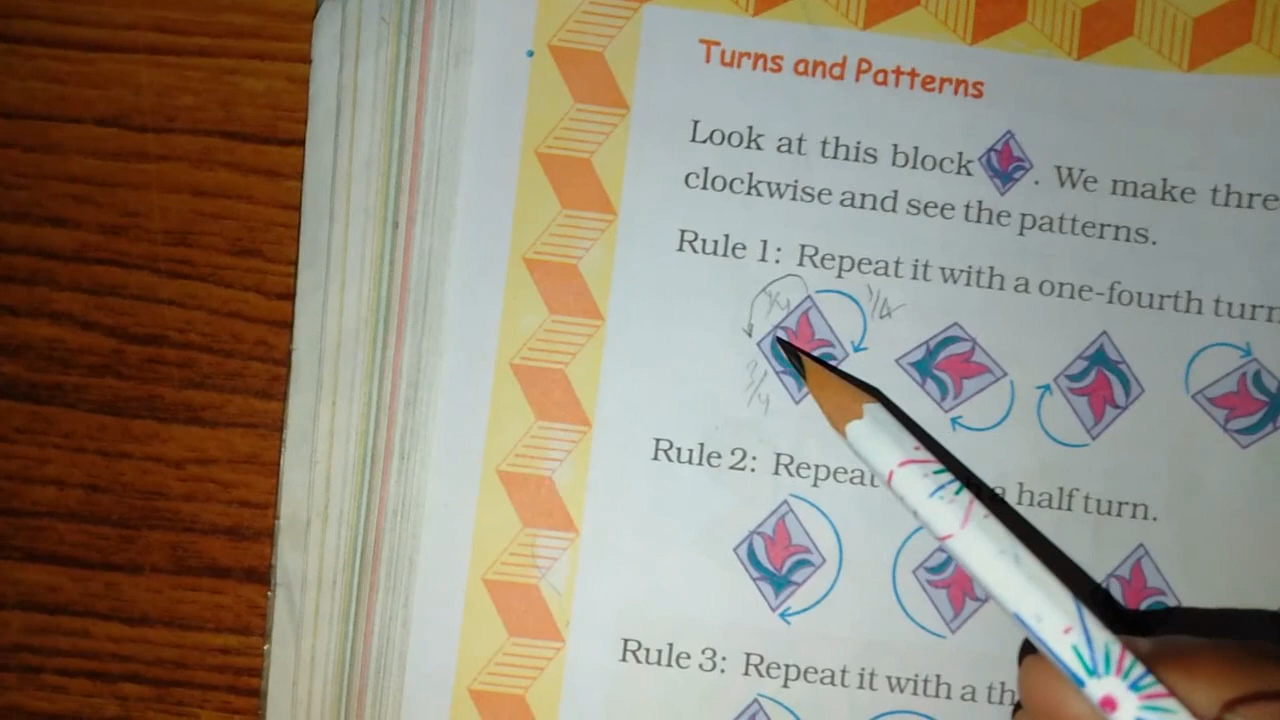 Turns and Patterns
Look at this block . We make thre
clockwise and see the patterns.
Rule 1: Repeat it with a one-fourth turn
1/4
3/4
Rule 2: Repeat a half turn.
Rule 3: Repeat it with a th